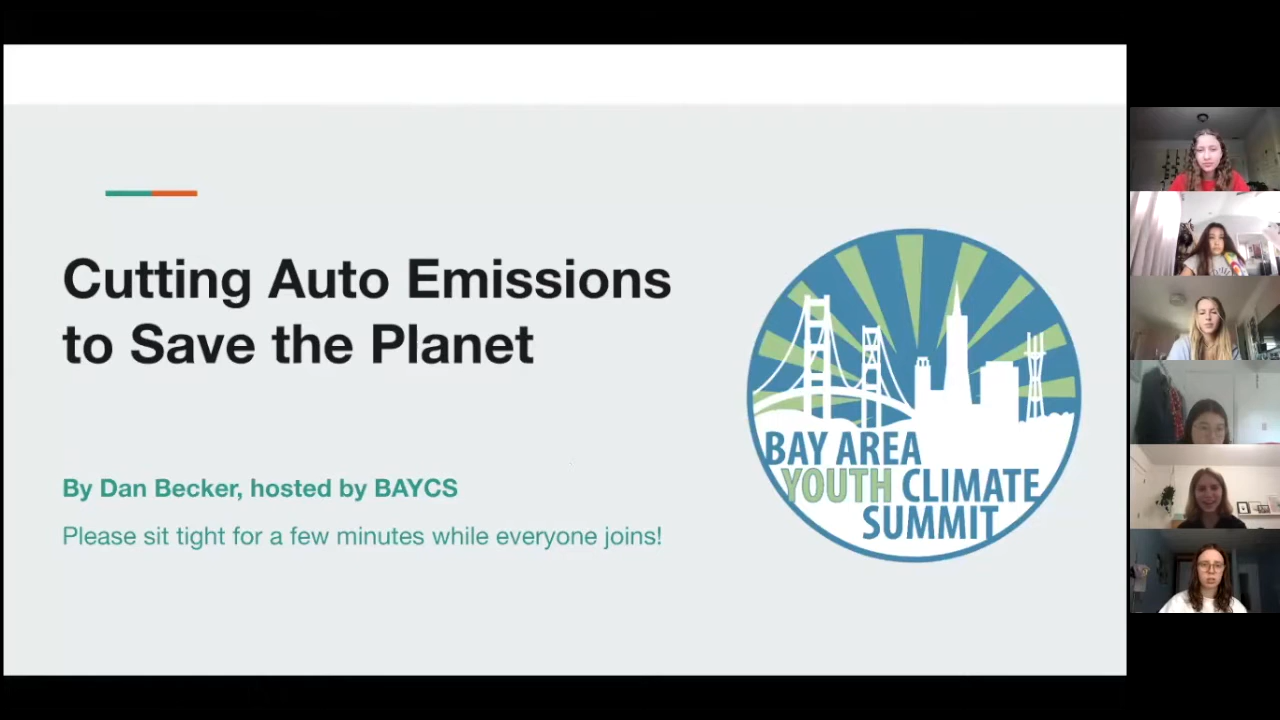 Cutting Auto Emissions
to Save the Planet
By Dan Becker, hosted by BAYCS
Please sit tight for a few minutes while everyone joins!
BAY AREA
YOUTH CLIMATE
SUMMIT